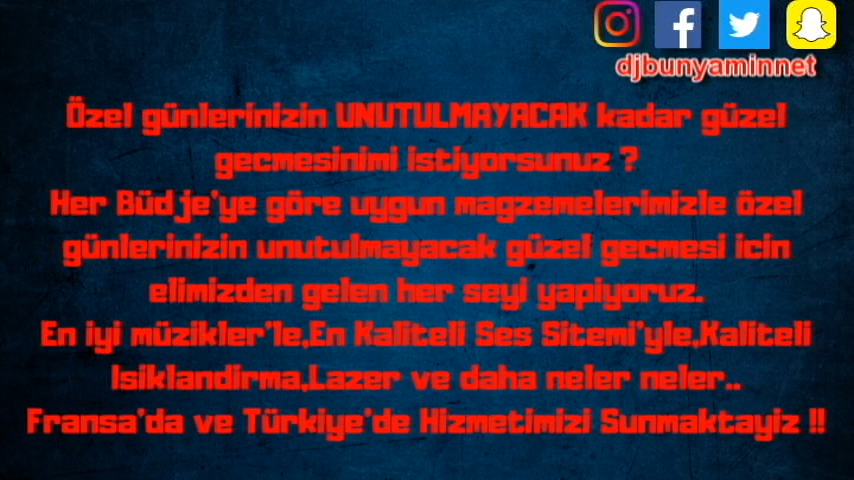 djbunyaminnet
Özel günlerinizin UNUTULMAYACAK kadar güzel
gecmesinimi istiyorsunuz ?
Her Büdje'ye göre uygun magzemelerimizle özel
günlerinizin unutulmayacak güzel gecmesi icin
elimizden gelen her seyi yapiyoruz.
En iyi müzikler'le,En Kaliteli Ses Sitemi'yle,Kaliteli
Isiklandirma,Lazer ve daha neler neler..
Fransa'da ve Türkiye'de Hizmetimizi Sunmaktayiz !!